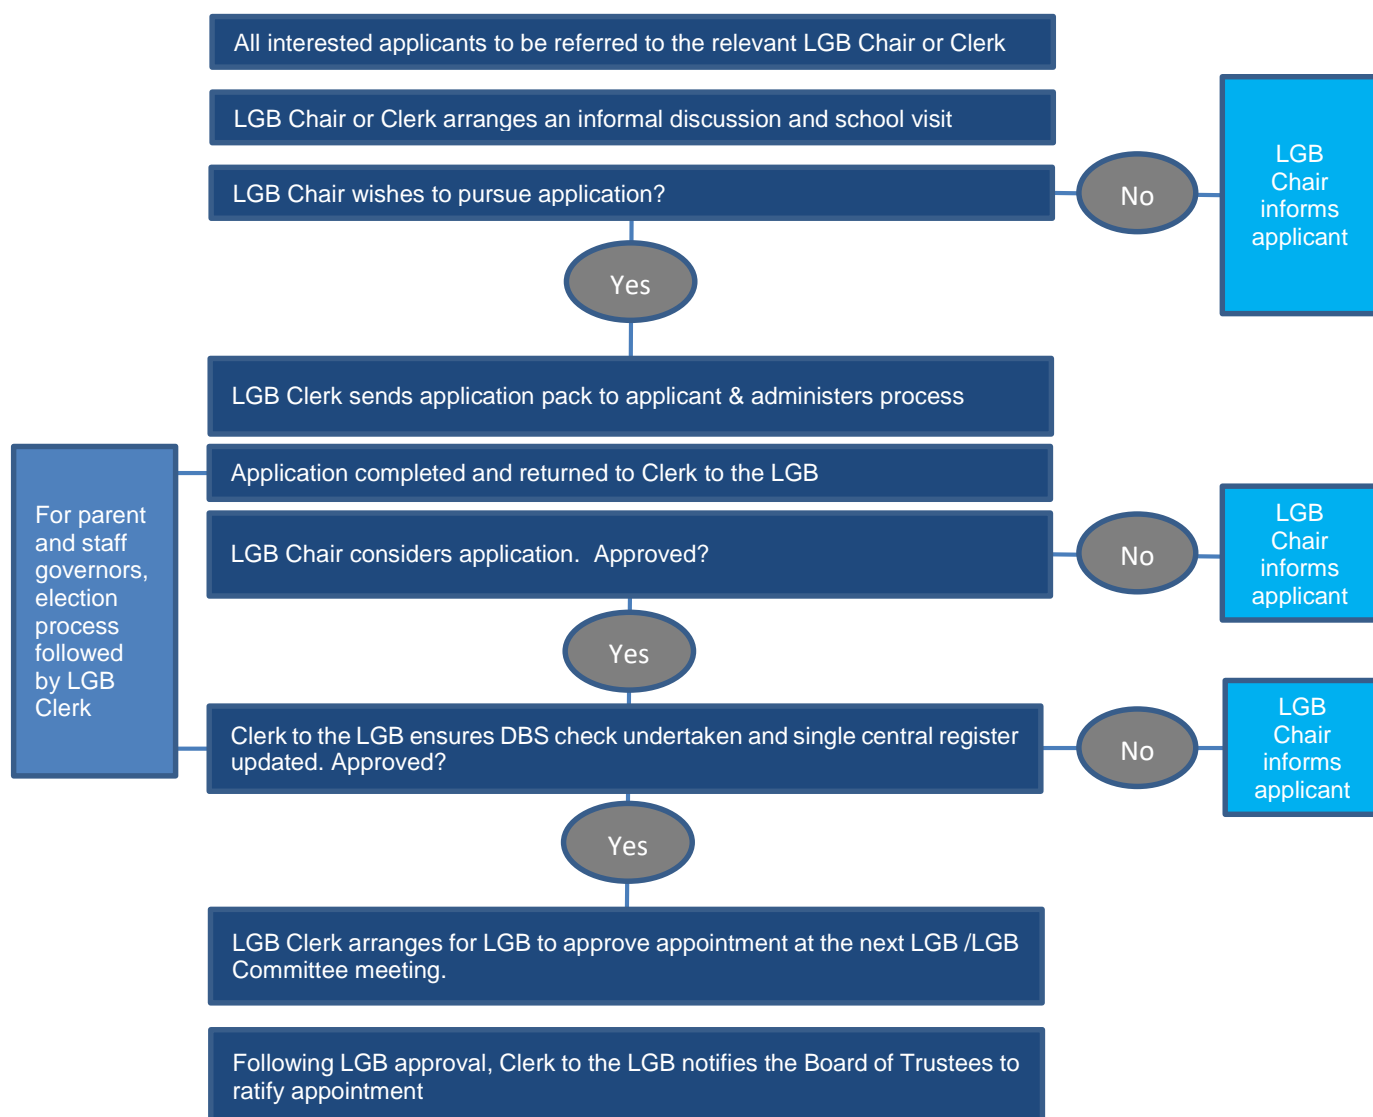 All interested applicants to be referred to the relevant LGB Chair or Clerk
LGB Chair or Clerk arranges an informal discussion and school visit
LGB Chair wishes to pursue application?
No
LGB
Chair
informs
applicant
Yes
LGB Clerk sends application pack to applicant & administers process
For parent
and staff
governors,
election
process
followed
by LGB
Clerk
Application completed and returned to Clerk to the LGB
LGB Chair considers application.  Approved?
No
LGB
Chair
informs
applicant
Yes
Clerk to the LGB ensures DBS check undertaken and single central register
updated. Approved?
No
LGB
Chair
informs
applicant
Yes
LGB Clerk arranges for LGB to approve appointment at the next LGB /LGB
Committee meeting.
Following LGB approval, Clerk to the LGB notifies the Board of Trustees to
ratify appointment